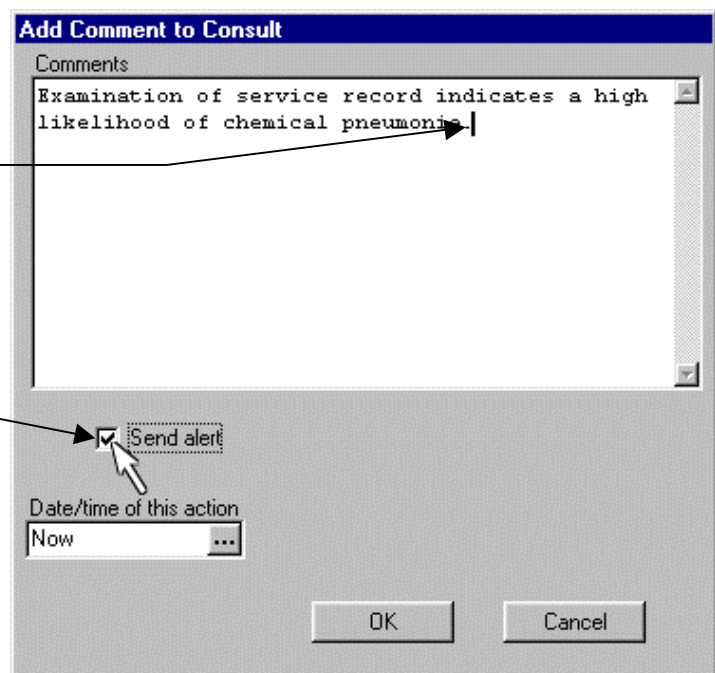 Add Comment to Consult
Comments
Examination of service record indicates a high
likelihood of chemical pneumonia.
Send alert
Date/time of this action
Now ...
OK Cancel